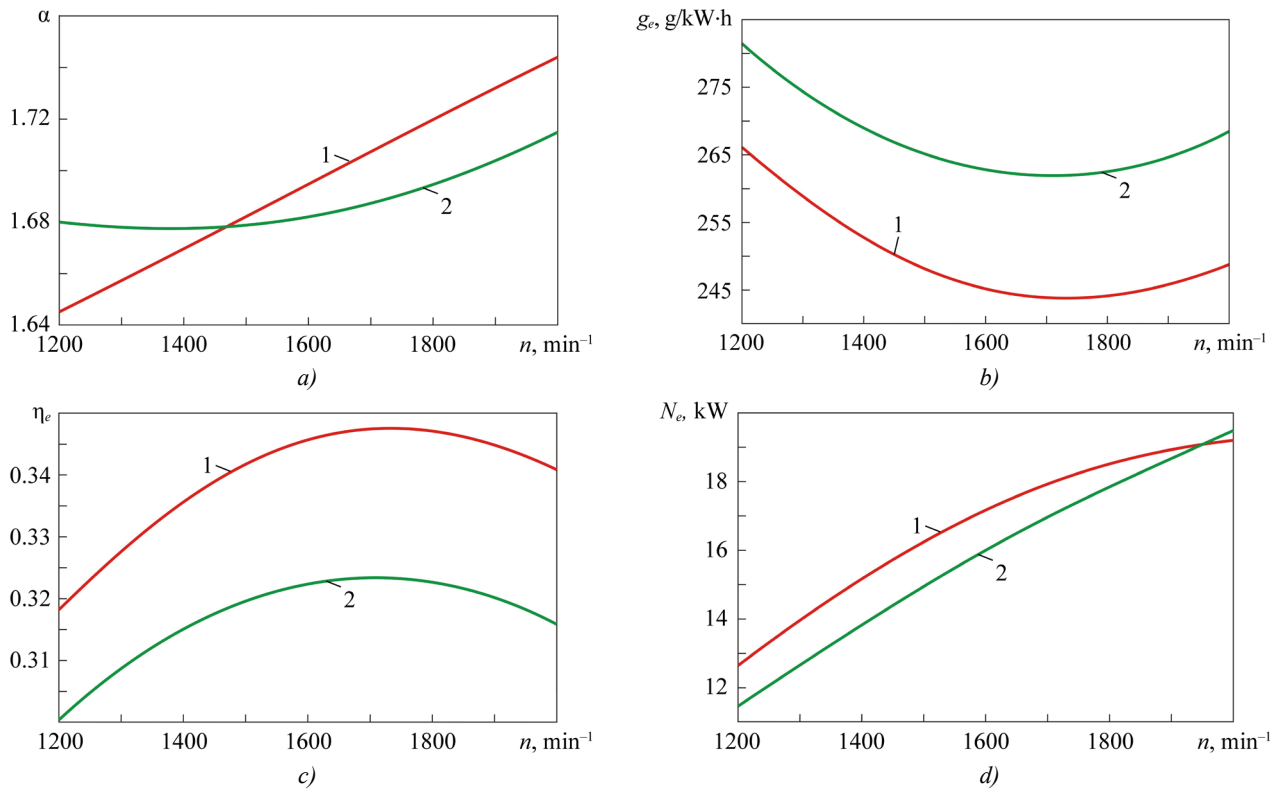 α
1.72
1.68
1.64
1
2
1200 1400 1600 1800 n, min⁻¹
a)
gₑ, g/kW·h
275
265
255
245
2
1
1200 1400 1600 1800 n, min⁻¹
b)
ηₑ
0.34
0.33
0.32
0.31
1
2
1200 1400 1600 1800 n, min⁻¹
c)
Nₑ, kW
18
16
14
12
1
2
1200 1400 1600 1800 n, min⁻¹
d)